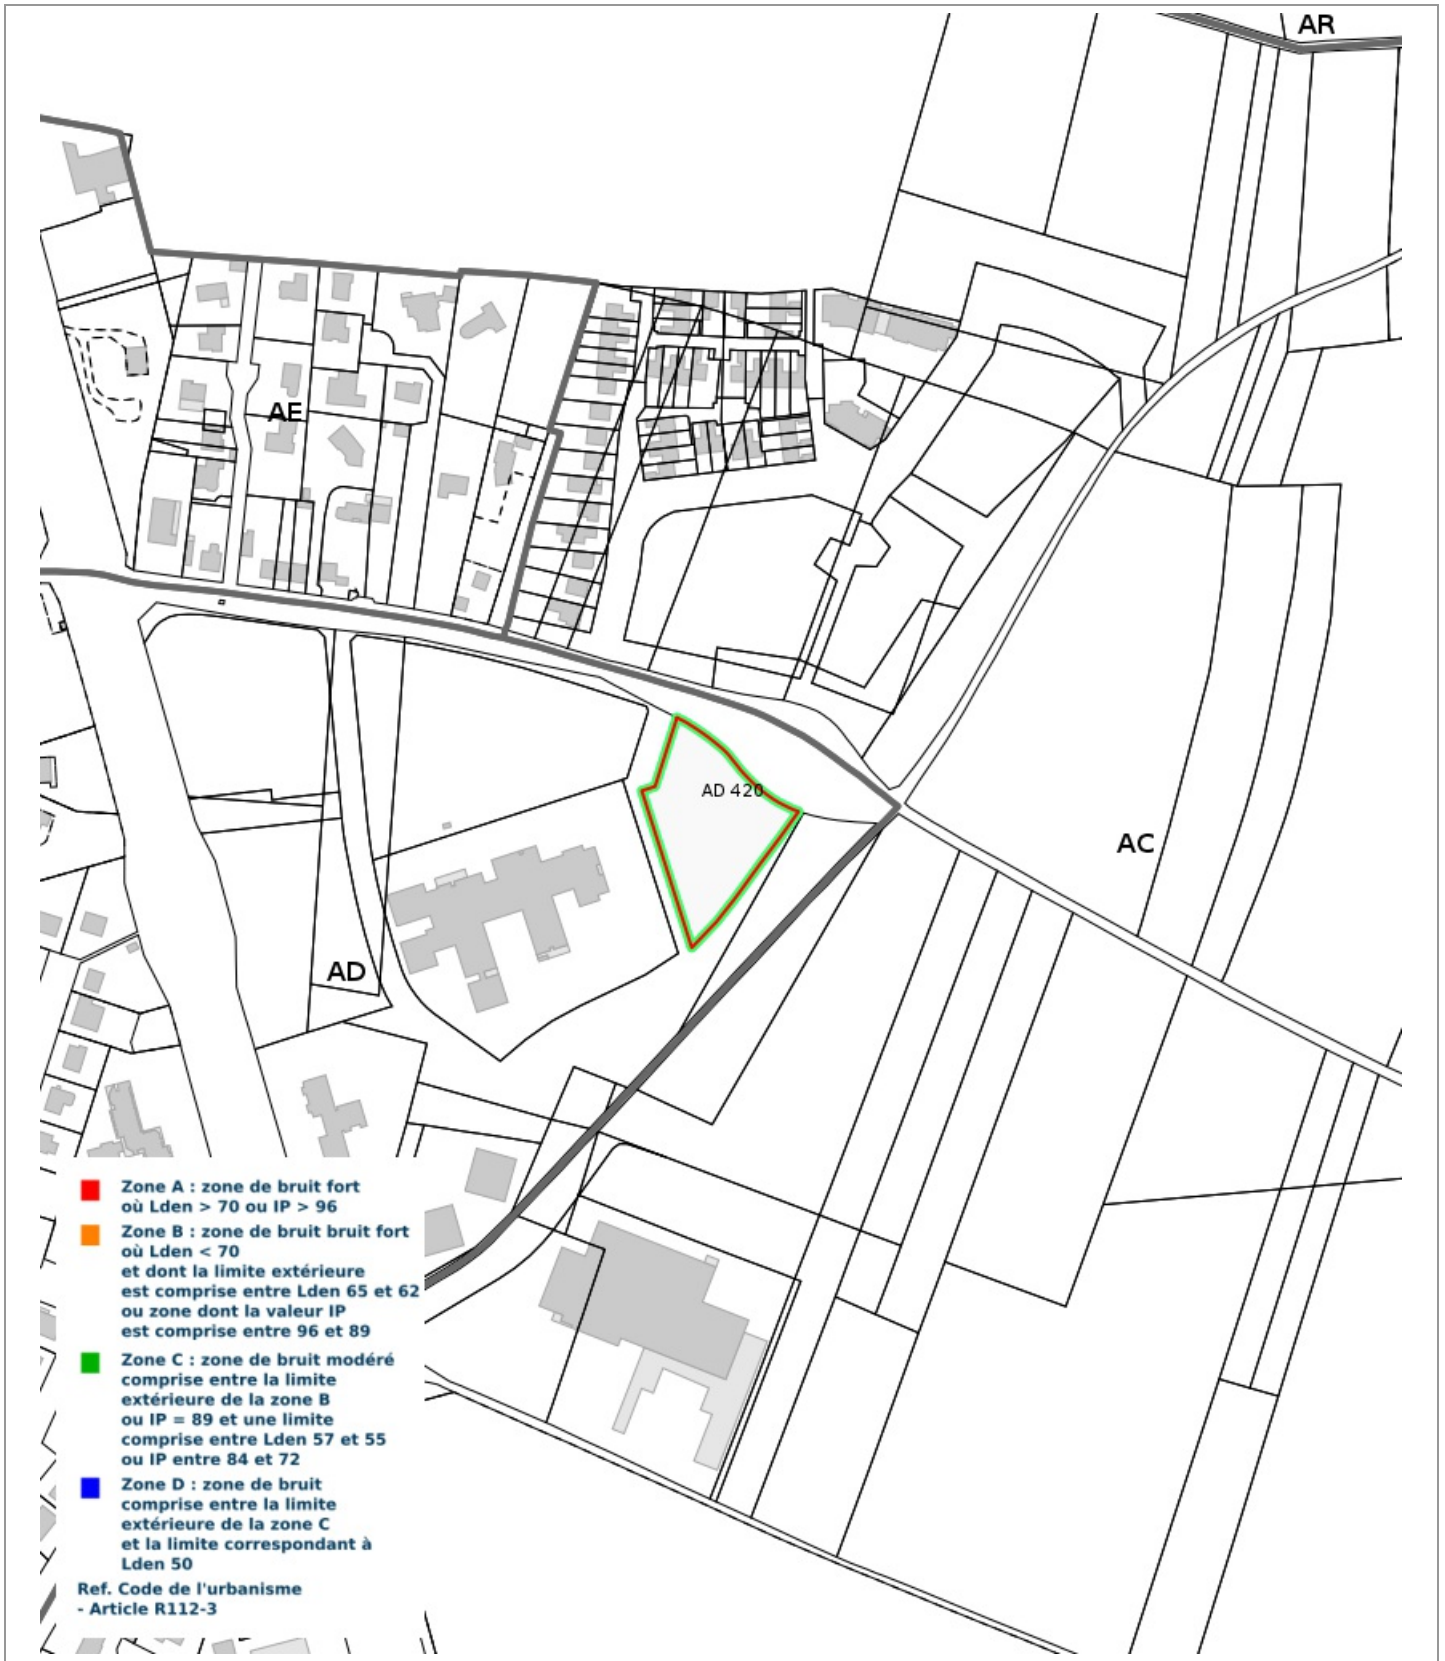 AR
AE
AD 420
AC
AD
Zone A : zone de bruit fort
où Lden > 70 ou IP > 96
Zone B : zone de bruit bruit fort
où Lden < 70
et dont la limite extérieure
est comprise entre Lden 65 et 62
ou zone dont la valeur IP
est comprise entre 96 et 89
Zone C : zone de bruit modéré
comprise entre la limite
extérieure de la zone B
ou IP = 89 et une limite
comprise entre Lden 57 et 55
ou IP entre 84 et 72
Zone D : zone de bruit
comprise entre la limite
extérieure de la zone C
et la limite correspondant à
Lden 50
Ref. Code de l'urbanisme
- Article R112-3